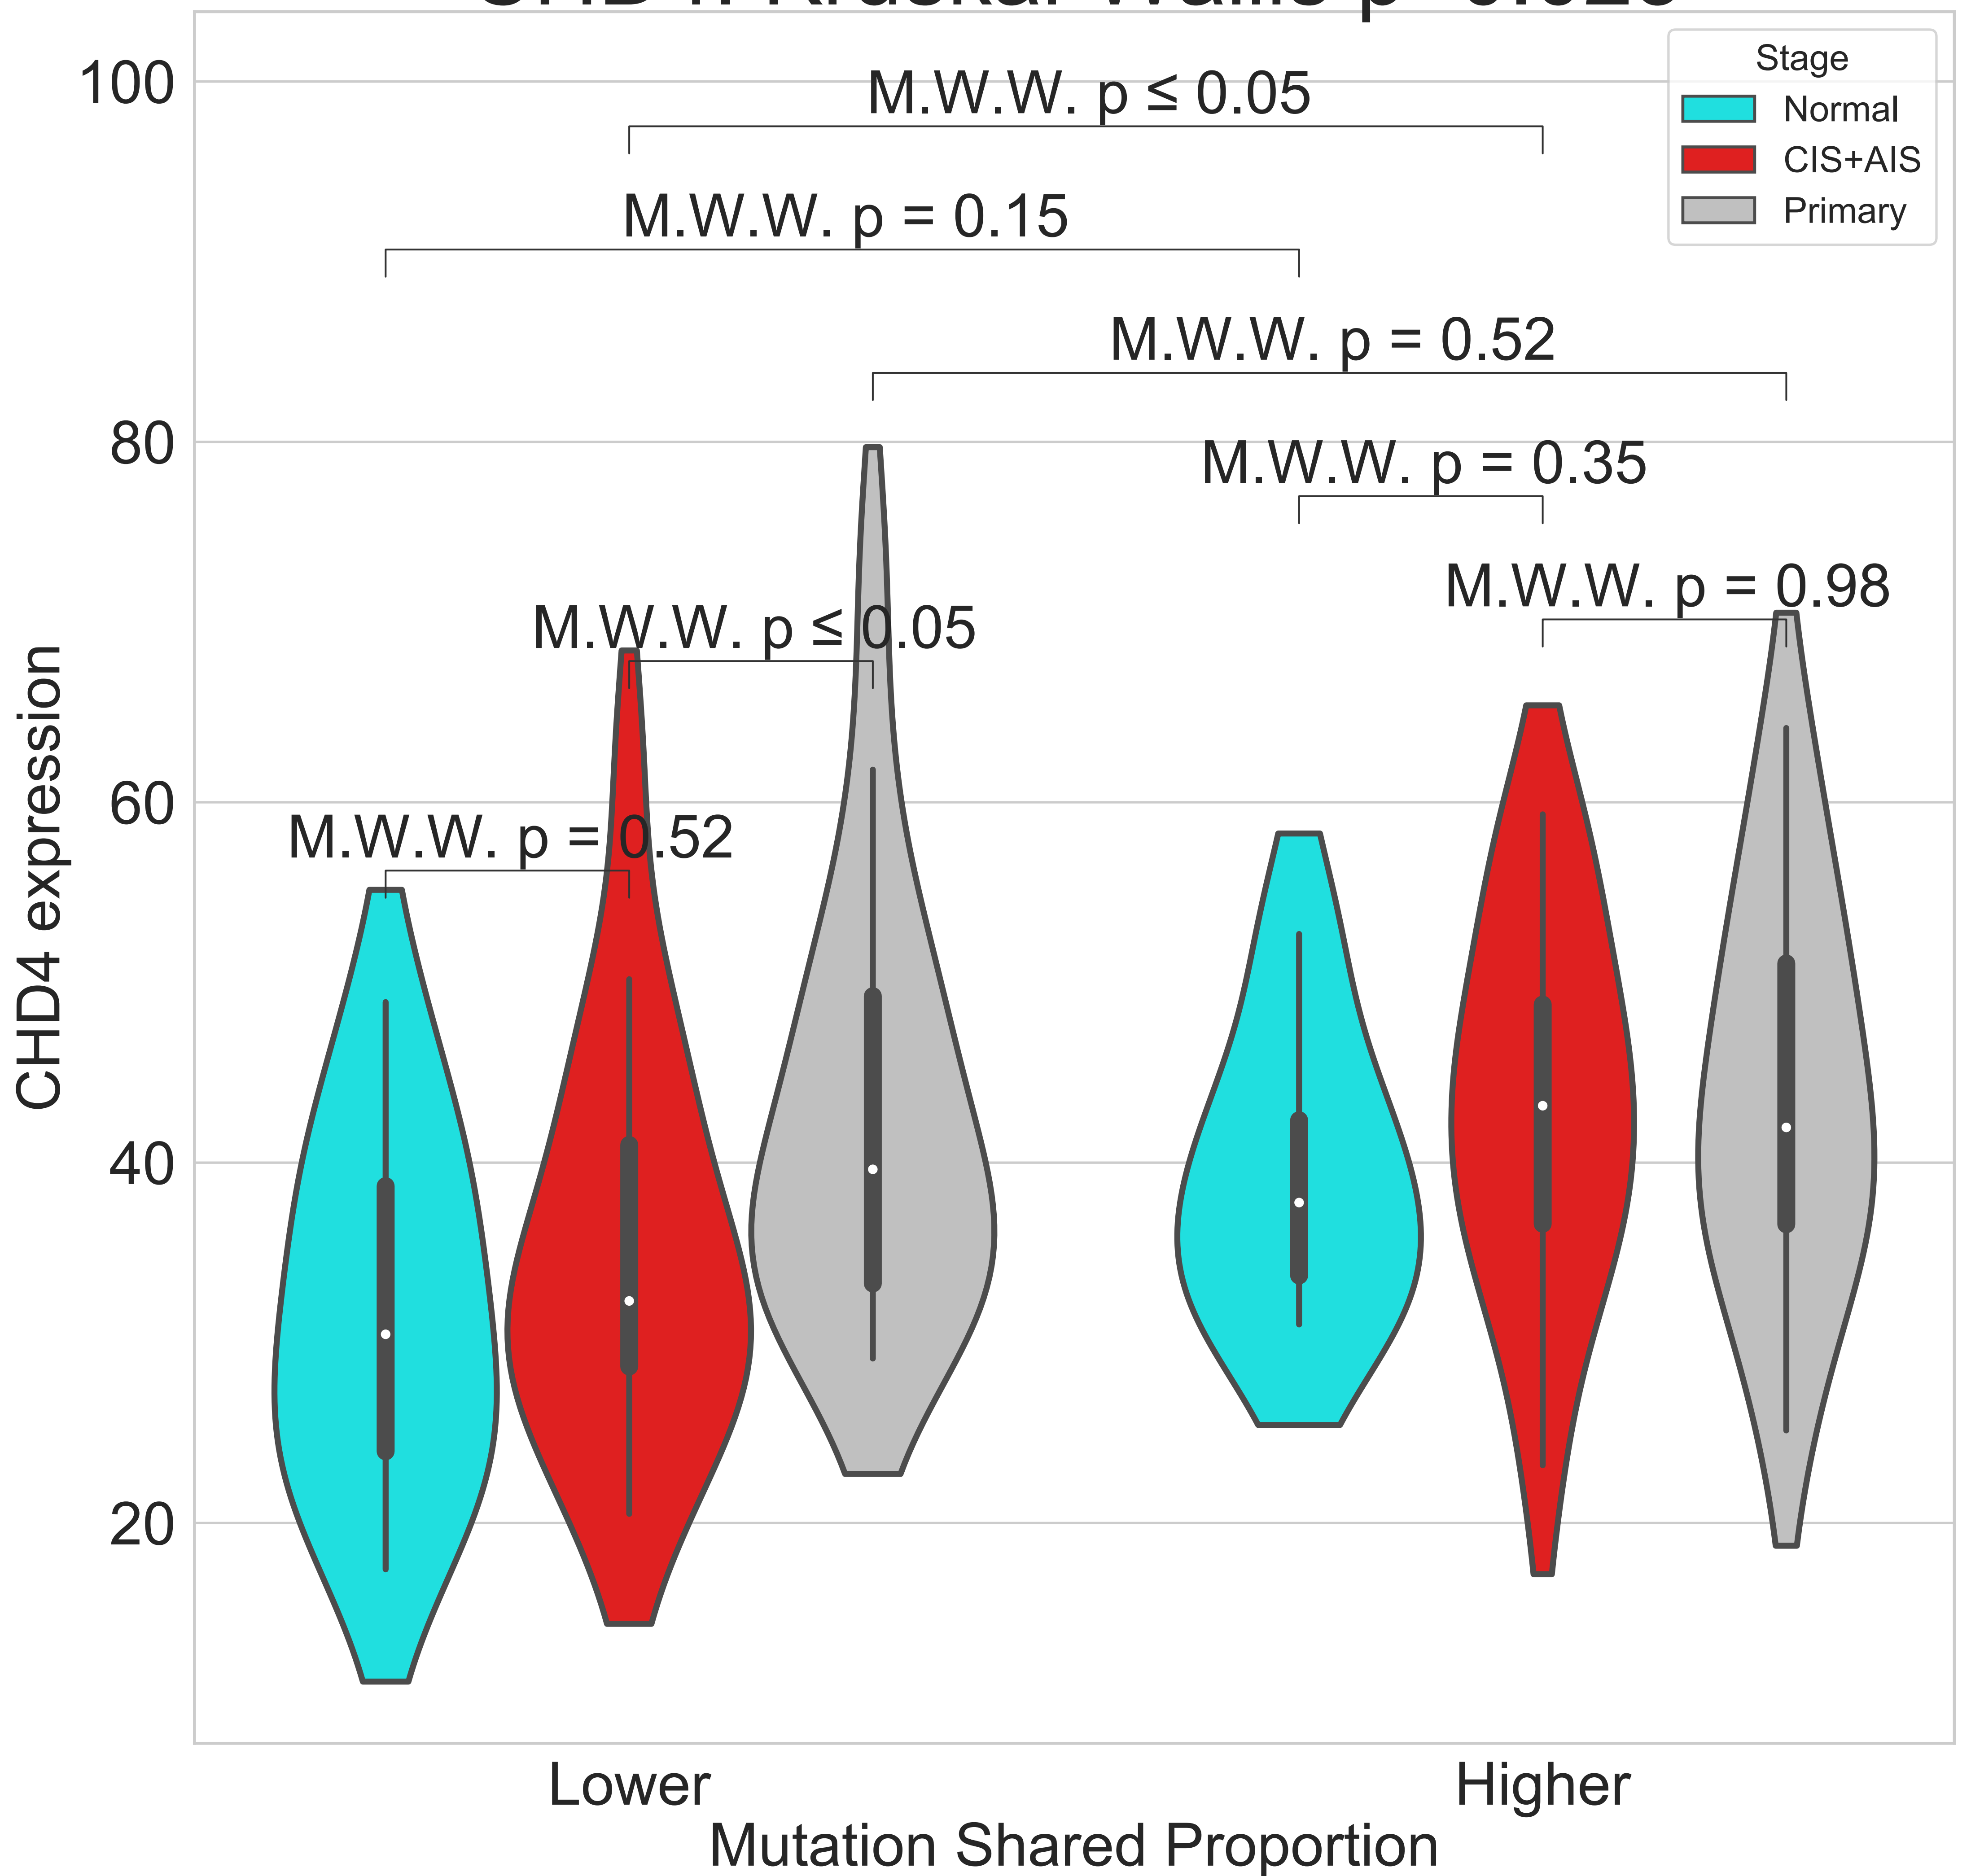 M.W.W. p ≤ 0.05
M.W.W. p = 0.15
M.W.W. p = 0.52
M.W.W. p = 0.35
M.W.W. p = 0.98
M.W.W. p ≤ 0.05
M.W.W. p = 0.52
Stage
Normal
CIS+AIS
Primary
100
80
60
40
20
CHD4 expression
Lower
Higher
Mutation Shared Proportion